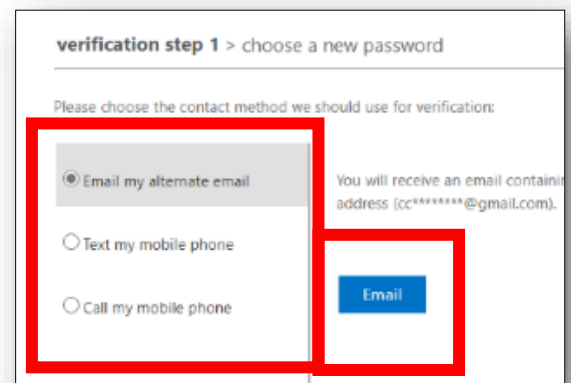 verification step 1 > choose a new password
Please choose the contact method we should use for verification:
Email my alternate email
Text my mobile phone
Call my mobile phone
You will receive an email containin
address (cc********@gmail.com).
Email